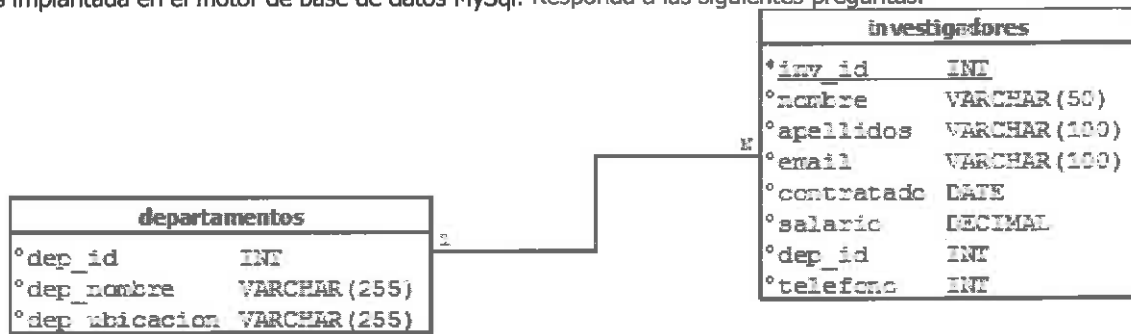 s implantada en el motor de base de datos MySql. Responda a las siguientes preguntas.
investigadores
*inv_id INT
°nombre VARCHAR(50)
°apellidos VARCHAR(100)
°email VARCHAR(100)
°contratado DATE
°salario DECIMAL
°dep_id INT
°telefono INT
N
1
departamentos
°dep_id INT
°dep_nombre VARCHAR(255)
°dep_ubicacion VARCHAR(255)